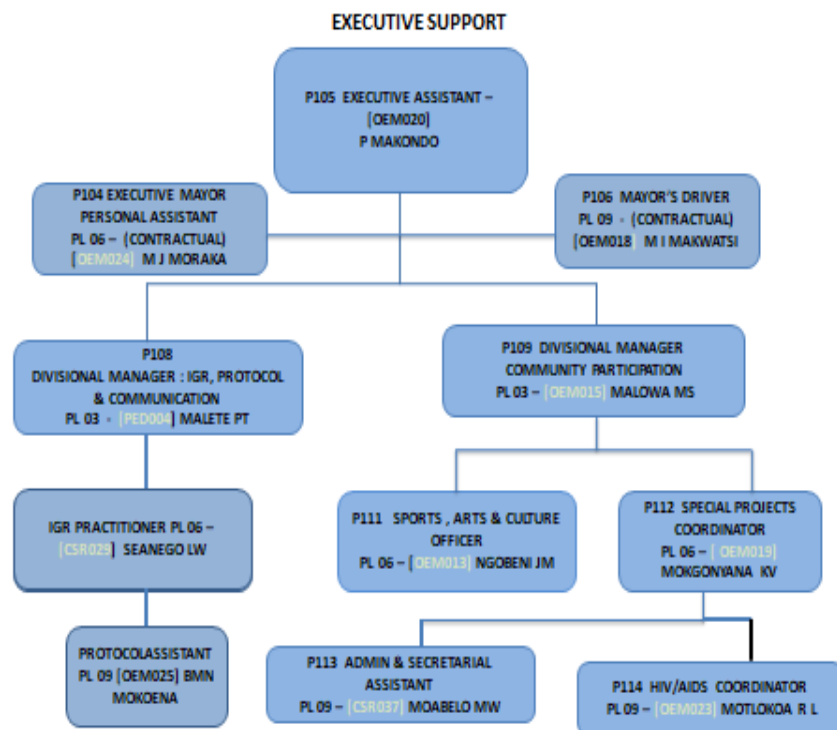 EXECUTIVE SUPPORT
P105 EXECUTIVE ASSISTANT –
[OEM020]
P MAKONDO
P104 EXECUTIVE MAYOR
PERSONAL ASSISTANT
PL 06 – (CONTRACTUAL)
[OEM024] M J MORAKA
P106 MAYOR'S DRIVER
PL 09 - (CONTRACTUAL)
[OEM018] M I MAKWATSI
P108
DIVISIONAL MANAGER : IGR, PROTOCOL
& COMMUNICATION
PL 03 - [PED004] MALETE PT
P109 DIVISIONAL MANAGER
COMMUNITY PARTICIPATION
PL 03 – [OEM015] MALOWA MS
IGR PRACTITIONER PL 06 –
[CSR029] SEANEGO LW
P111 SPORTS , ARTS & CULTURE
OFFICER
PL 06 – [OEM013] NGOBENI JM
P112 SPECIAL PROJECTS
COORDINATOR
PL 06 – [ OEM019]
MOKGONYANA KV
PROTOCOLASSISTANT
PL 09 [OEM025] BMN
MOKOENA
P113 ADMIN & SECRETARIAL
ASSISTANT
PL 09 – [CSR037] MOABELO MW
P114 HIV/AIDS COORDINATOR
PL 09 – [OEM023] MOTLOKOA R L